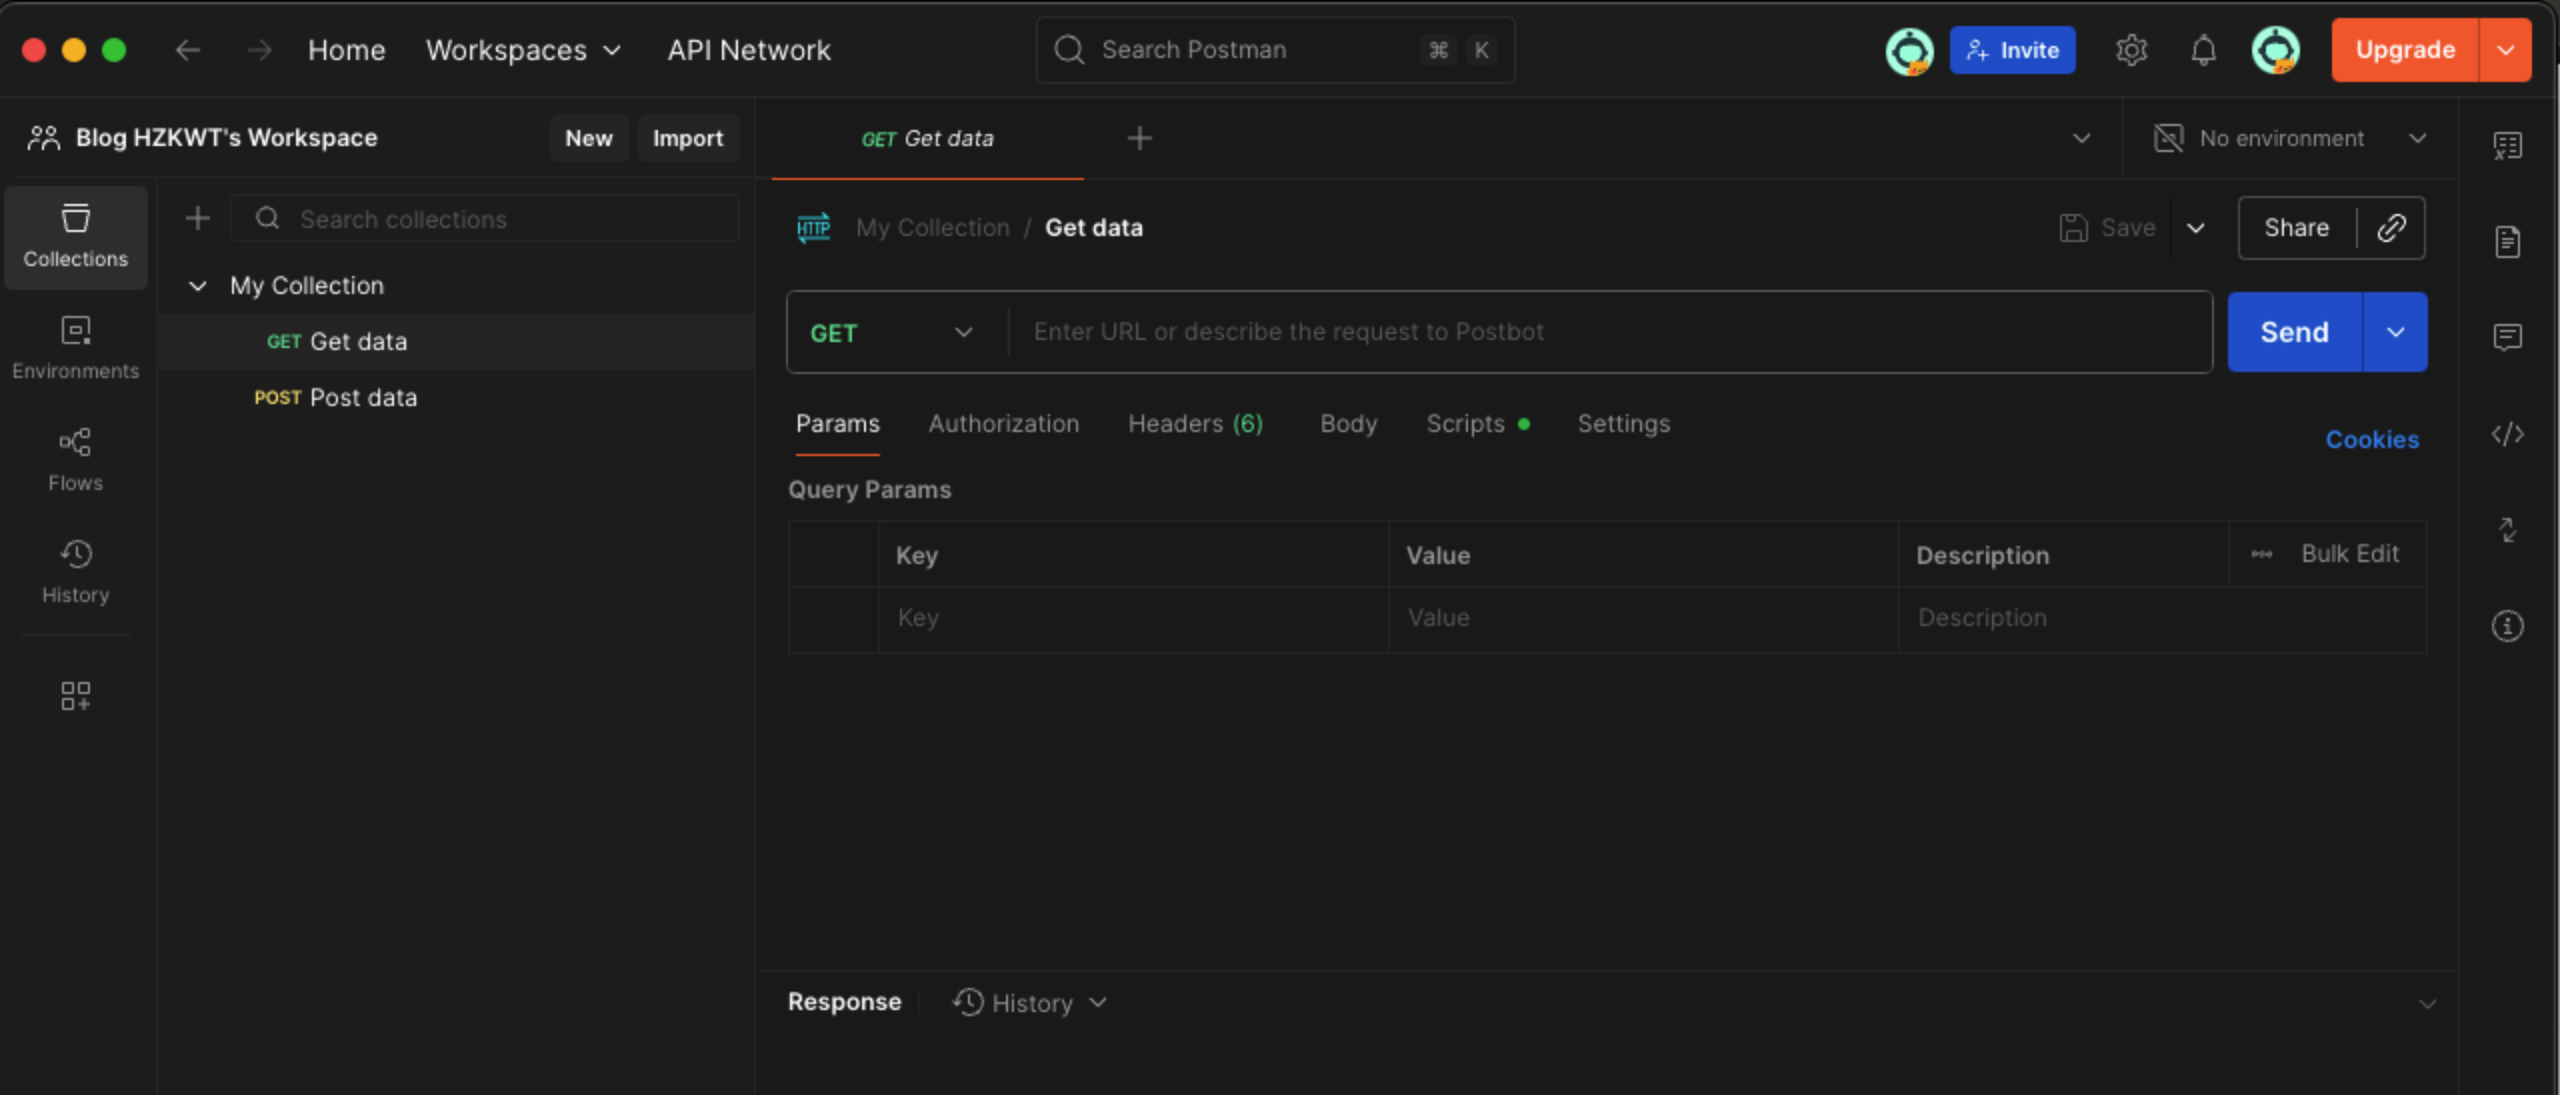 Home Workspaces API Network Search Postman ⌘ K Invite Upgrade
Blog HZKWT's Workspace New Import
GET Get data No environment
Collections
Environments
Flows
History
Search collections
My Collection
GET Get data
POST Post data
HTTP My Collection / Get data Save Share
GET Enter URL or describe the request to Postbot Send
Params Authorization Headers (6) Body Scripts Settings Cookies
Query Params
Key Value Description Bulk Edit
Key Value Description
Response History